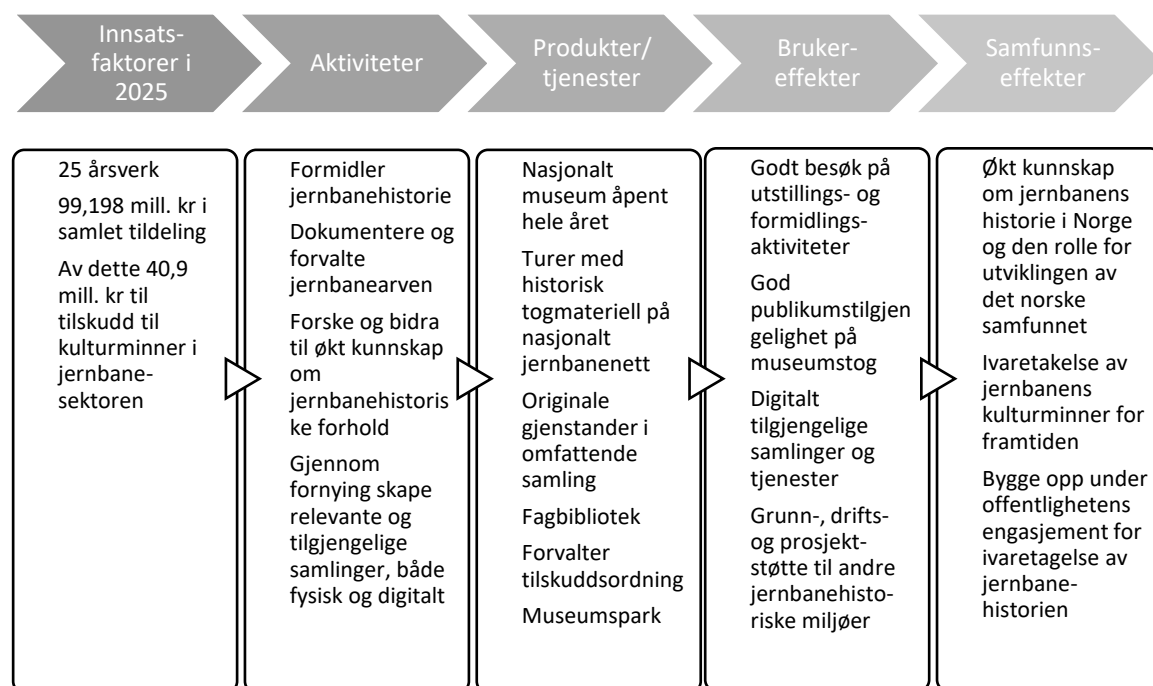 Innsats-
faktorer i
2025
Aktiviteter
Produkter/
tjenester
Bruker-
effekter
Samfunns-
effekter
25 årsverk
99,198 mill. kr i
samlet tildeling
Av dette 40,9
mill. kr til
tilskudd til
kulturminner i
jernbane-
sektoren
Formidler
jernbanehistorie
Dokumentere og
forvalte
jernbanearven
Forske og bidra
til økt kunnskap
om
jernbanehistoris
ke forhold
Gjennom
fornying skape
relevante og
tilgjengelige
samlinger, både
fysisk og digitalt
Nasjonalt
museum åpent
hele året
Turer med
historisk
togmateriell på
nasjonalt
jernbanenett
Originale
gjenstander i
omfattende
samling
Fagbibliotek
Forvalter
tilskuddsordning
Museumspark
Godt besøk på
utstillings- og
formidlings-
aktiviteter
God
publikumstilgjen
gelighet på
museumstog
Digitalt
tilgjengelige
samlinger og
tjenester
Grunn-, drifts-
og prosjekt-
støtte til andre
jernbanehisto-
riske miljøer
Økt kunnskap
om jernbanens
historie i Norge
og den rolle for
utviklingen av
det norske
samfunnet
Ivaretakelse av
jernbanens
kulturminner for
framtiden
Bygge opp under
offentlighetens
engasjement for
ivaretagelse av
jernbane-
historien